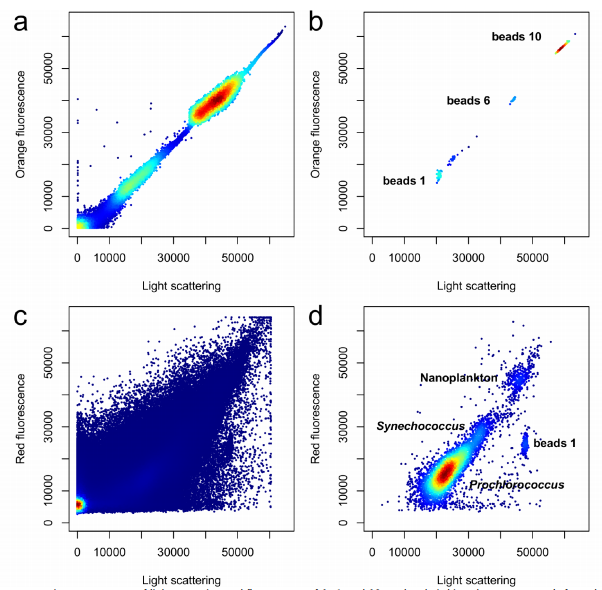 a
Orange fluorescence
0 10000 30000 50000
0 10000 30000 50000
Light scattering
b
Orange fluorescence
0 10000 30000 50000
beads 10
beads 6
beads 1
0 10000 30000 50000
Light scattering
c
Red fluorescence
0 10000 30000 50000
0 10000 30000 50000
Light scattering
d
Red fluorescence
0 10000 30000 50000
Nanoplankton
Synechococcus
beads 1
Prochlorococcus
0 10000 30000 50000
Light scattering